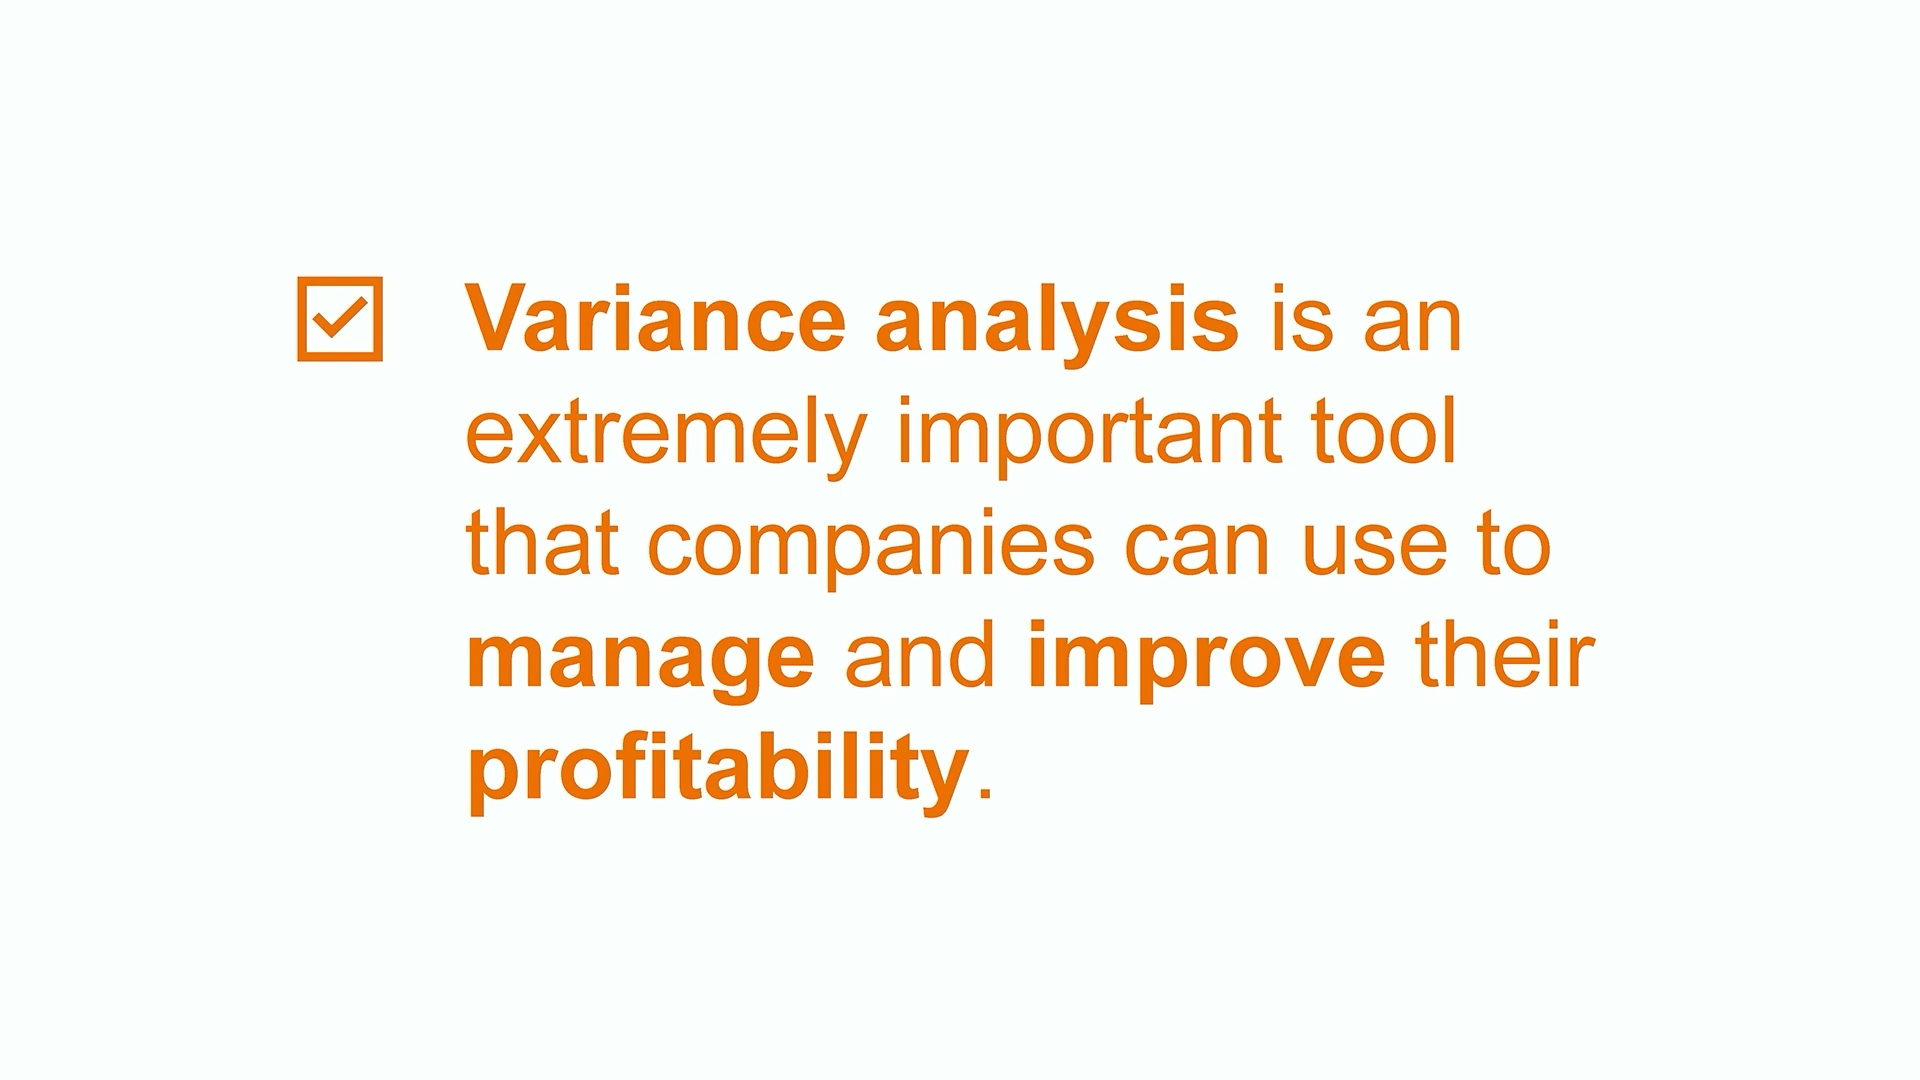 Variance analysis is an
extremely important tool
that companies can use to
manage and improve their
profitability.